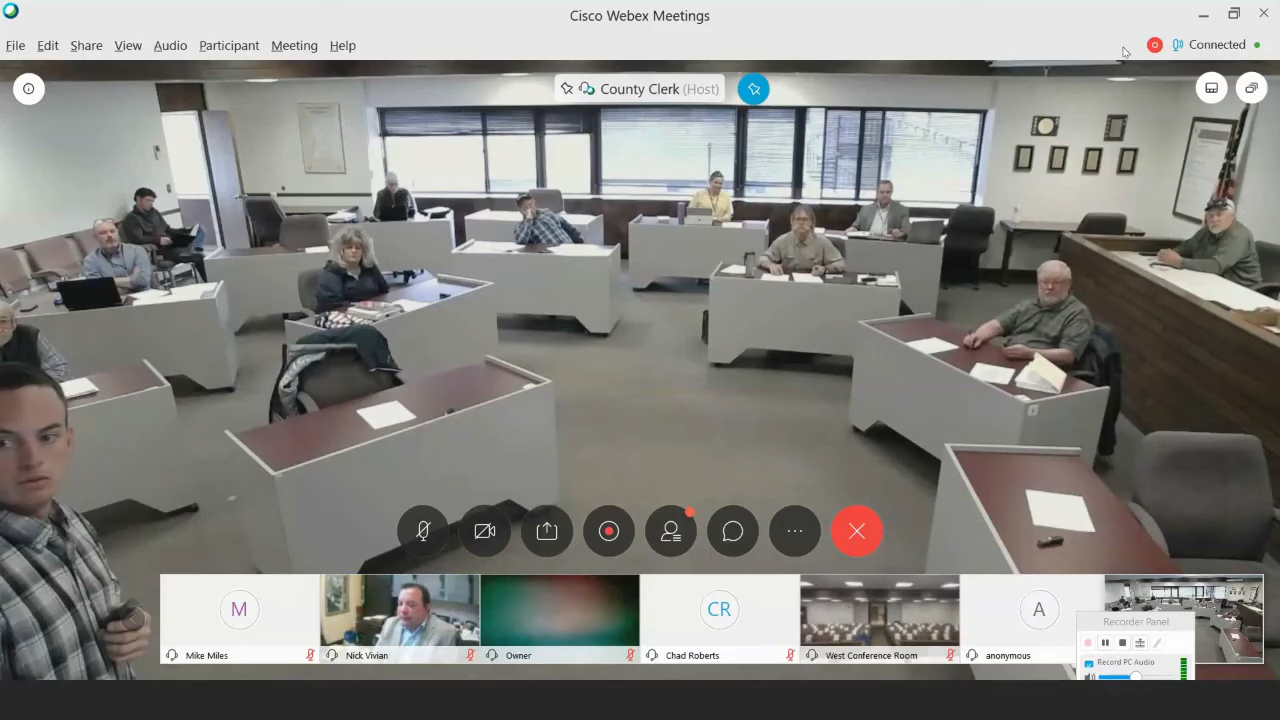 Cisco Webex Meetings
File Edit Share View Audio Participant Meeting Help
Connected
County Clerk (Host)
M
CR
A
Recorder Panel
Mike Miles
Nick Vivian
Owner
Chad Roberts
West Conference Room
anonymous
Record PC Audio